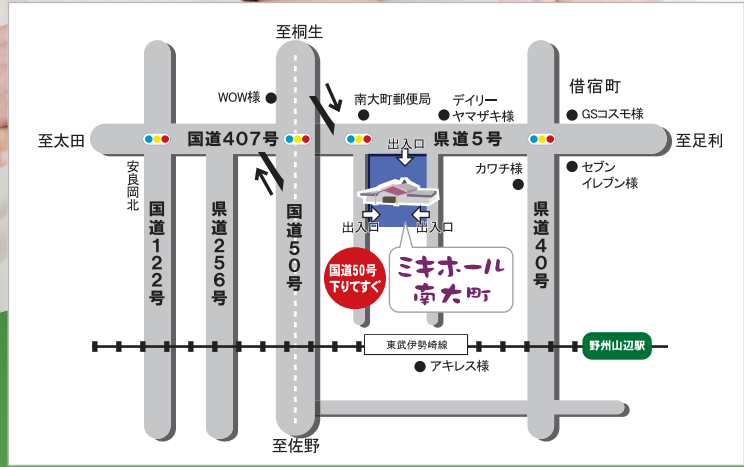 至桐生
WOW様
南大町郵便局
デイリー
ヤマザキ様
借宿町
GSコスモ様
至太田
国道407号
出入口
県道5号
至足利
安良岡北
カワチ様
セブン
イレブン様
国道122号
県道256号
国道50号
出入口
出入口
県道40号
国道50号
下りてすぐ
ミキホール
南大町
東武伊勢崎線
野州山辺駅
アキレス様
至佐野